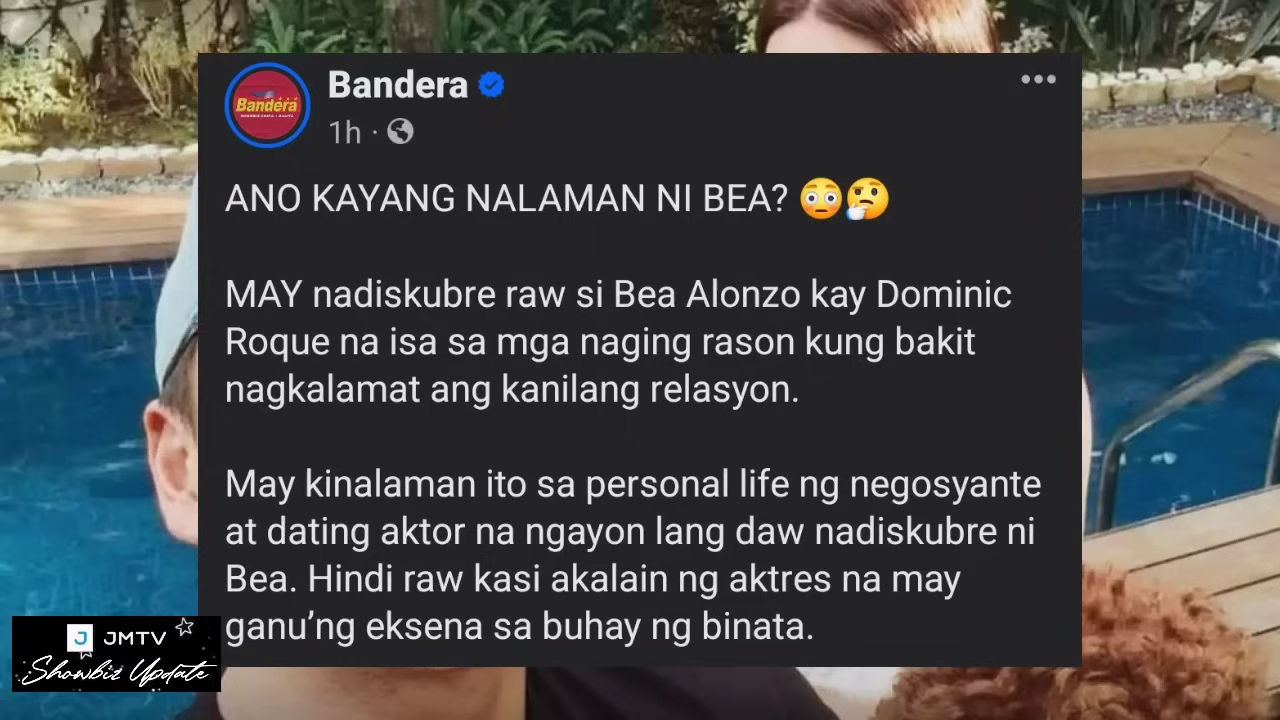 Bandera
Bandera
1h ·
ANO KAYANG NALAMAN NI BEA? 😳🤔
MAY nadiskubre raw si Bea Alonzo kay Dominic
Roque na isa sa mga naging rason kung bakit
nagkalamat ang kanilang relasyon.
May kinalaman ito sa personal life ng negosyante
at dating aktor na ngayon lang daw nadiskubre ni
Bea. Hindi raw kasi akalain ng aktres na may
ganu’ng eksena sa buhay ng binata.
J JMTV
Showbiz Update